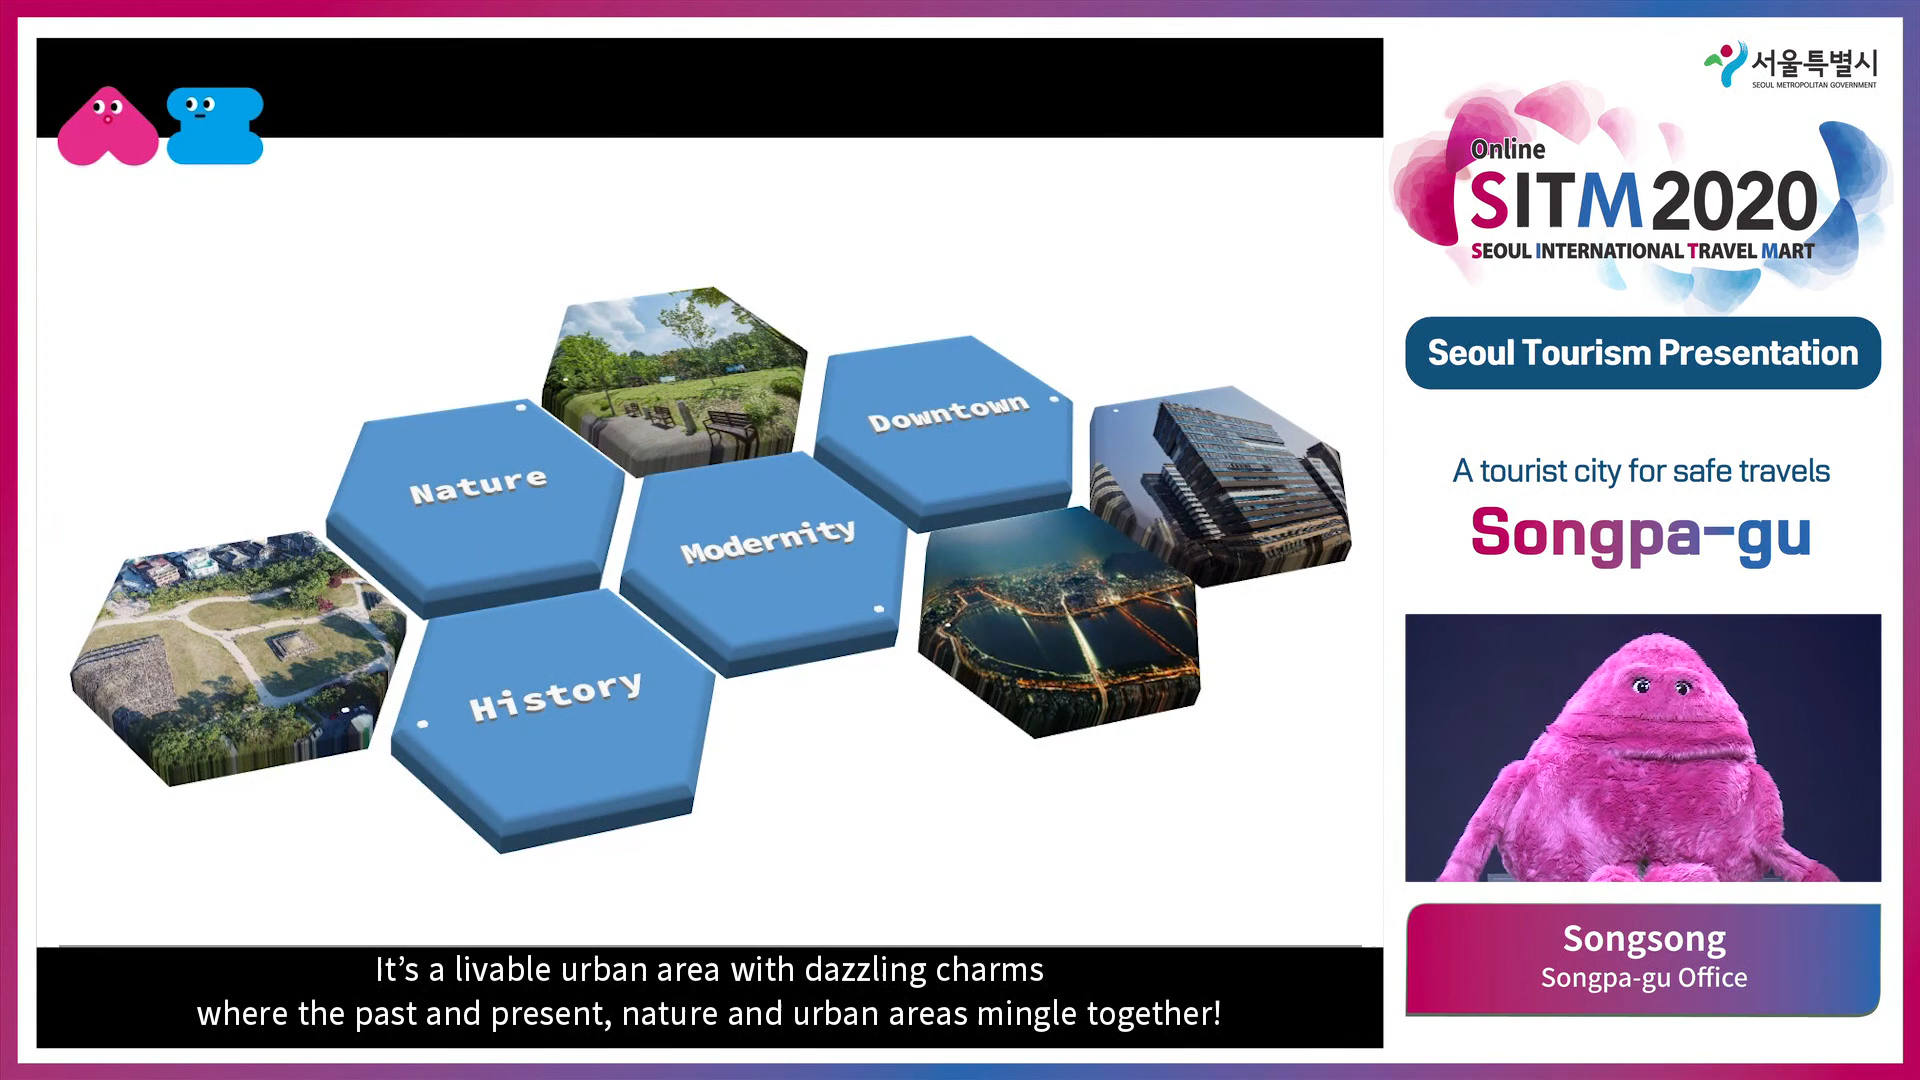 서울특별시
SEOUL METROPOLITAN GOVERNMENT
Online
SITM 2020
SEOUL INTERNATIONAL TRAVEL MART
Seoul Tourism Presentation
A tourist city for safe travels
Songpa-gu
Downtown
Nature
Modernity
History
Songsong
Songpa-gu Office
It’s a livable urban area with dazzling charms
where the past and present, nature and urban areas mingle together!